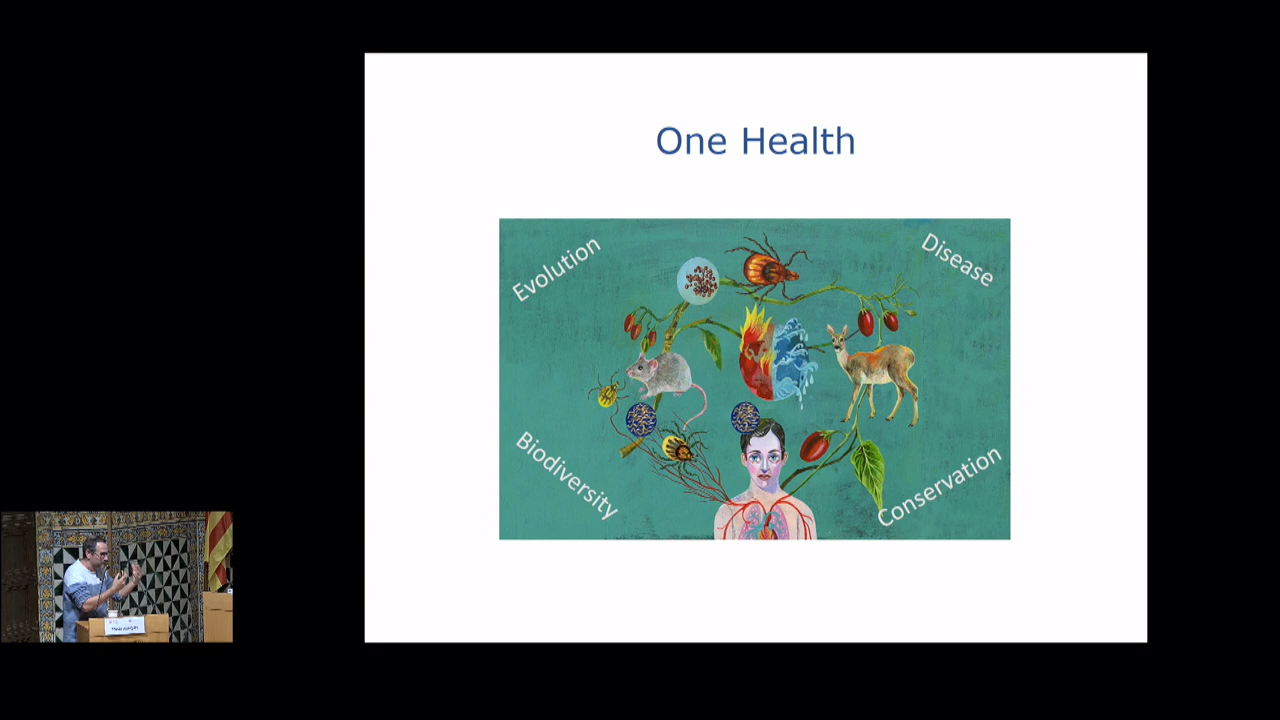 One Health
Evolution
Disease
Biodiversity
Conservation